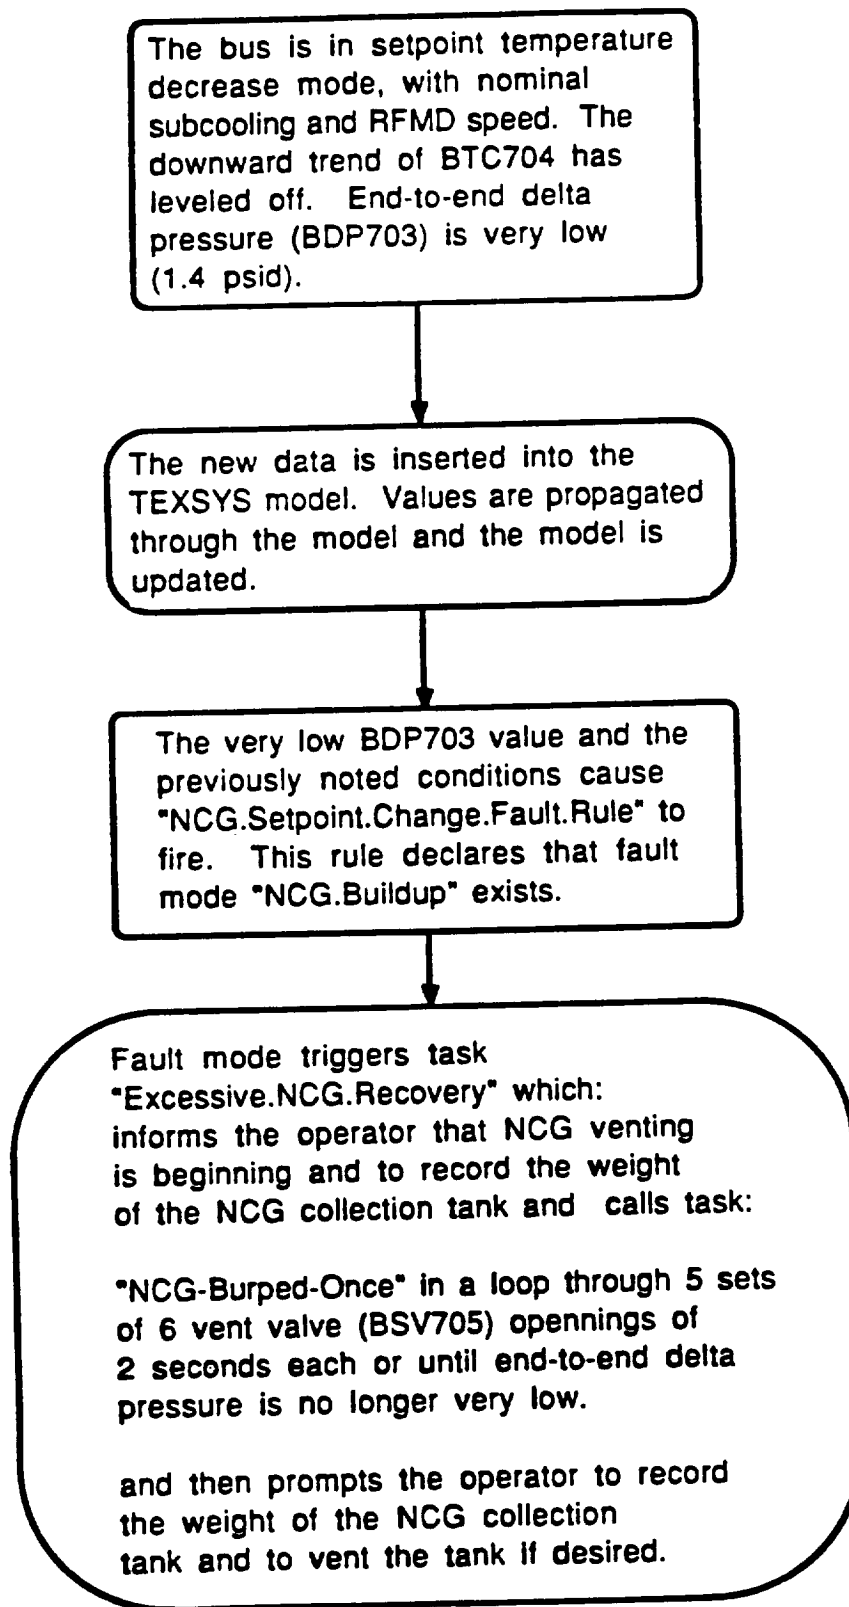 The bus is in setpoint temperature
decrease mode, with nominal
subcooling and RFMD speed. The
downward trend of BTC704 has
leveled off. End-to-end delta
pressure (BDP703) is very low
(1.4 psid).
The new data is inserted into the
TEXSYS model. Values are propagated
through the model and the model is
updated.
The very low BDP703 value and the
previously noted conditions cause
"NCG.Setpoint.Change.Fault.Rule" to
fire. This rule declares that fault
mode "NCG.Buildup" exists.
Fault mode triggers task
"Excessive.NCG.Recovery" which:
informs the operator that NCG venting
is beginning and to record the weight
of the NCG collection tank and calls task:
"NCG-Burped-Once" in a loop through 5 sets
of 6 vent valve (BSV705) opennings of
2 seconds each or until end-to-end delta
pressure is no longer very low.
and then prompts the operator to record
the weight of the NCG collection
tank and to vent the tank if desired.